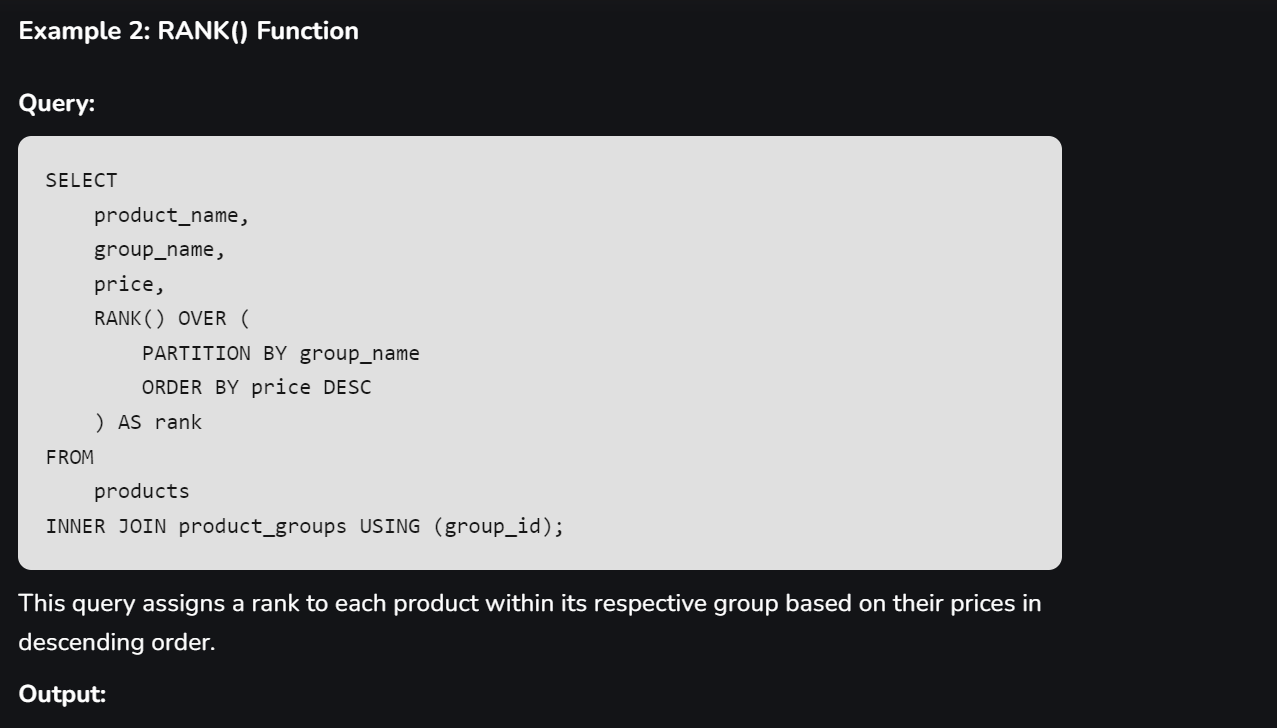 Example 2: RANK() Function
Query:
SELECT
    product_name,
    group_name,
    price,
    RANK() OVER (
        PARTITION BY group_name
        ORDER BY price DESC
    ) AS rank
FROM
    products
INNER JOIN product_groups USING (group_id);
This query assigns a rank to each product within its respective group based on their prices in
descending order.
Output: